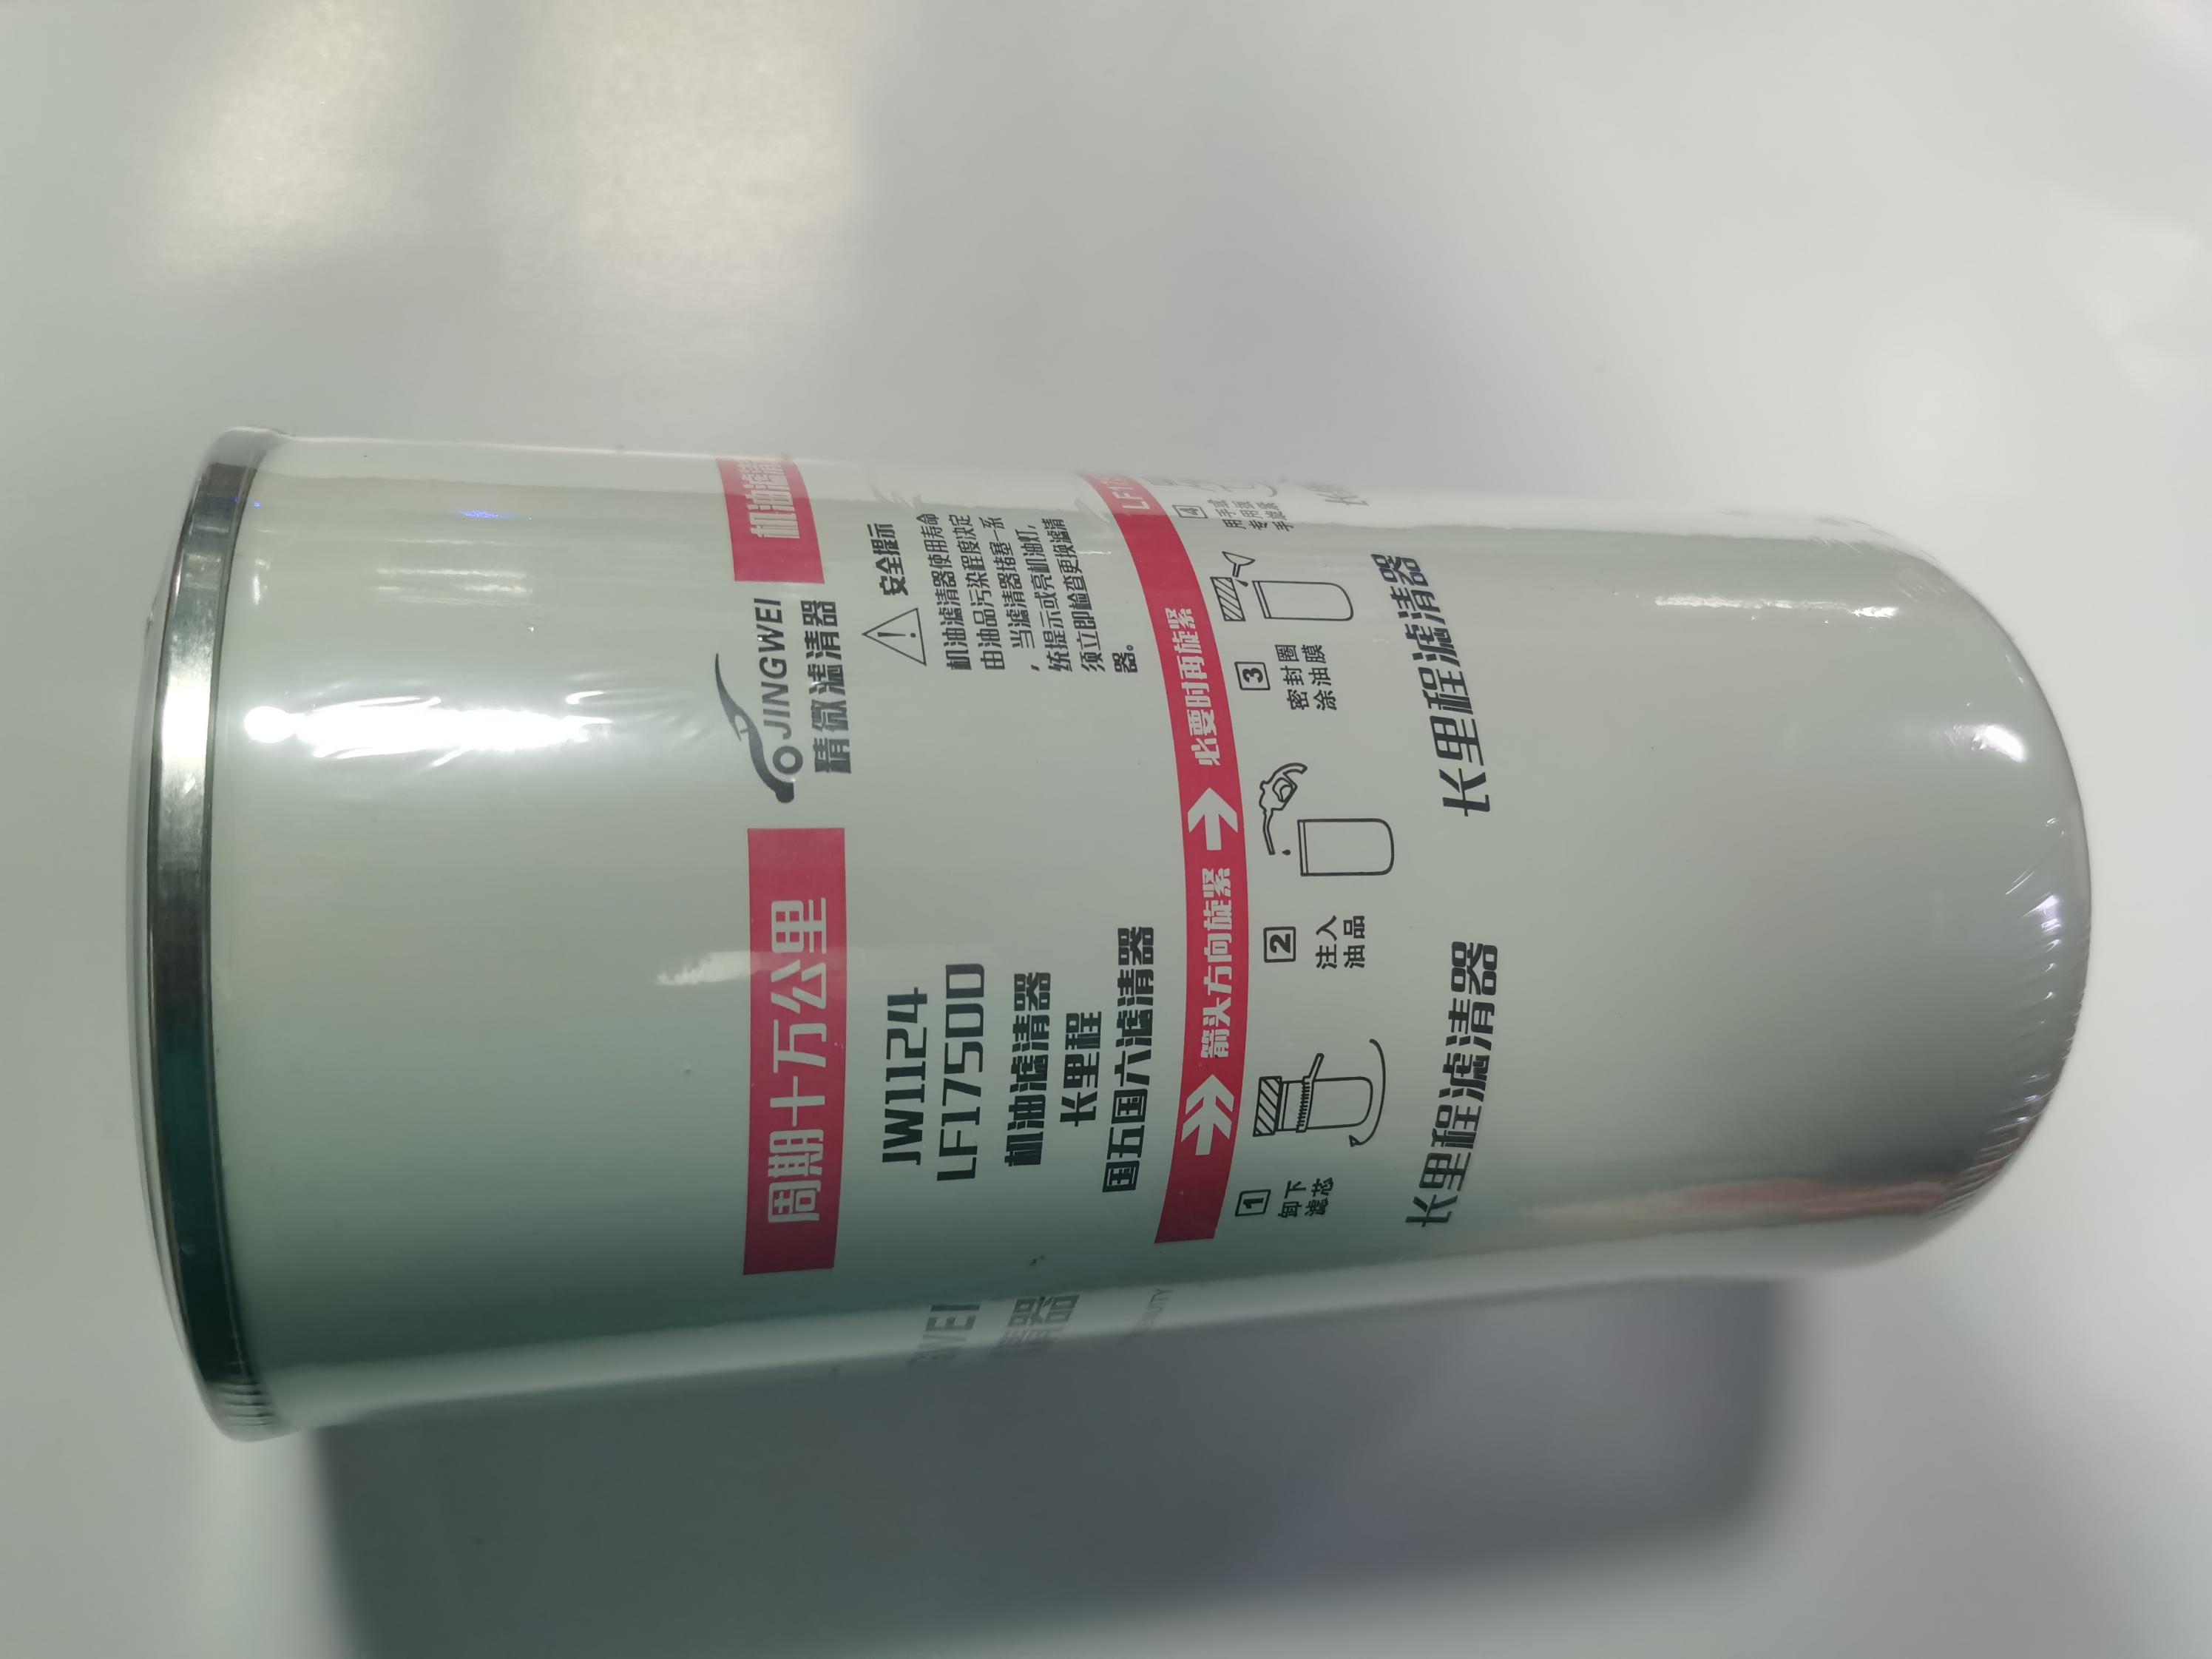 周期十万公里
JINGWEI
精微滤清器
机油滤清
JW1124
LF17500
机油滤清器
长里程
国五国六滤清器
安全提示
机油滤清器使用寿命
由油品污染程度决定
，当滤清器堵塞一系
统提示或亮机油灯，
须立即检查更换滤清
器。
箭头方向旋紧
必要时再旋紧
LF17
1
卸下
滤芯
2
注入
油品
3
密封圈
涂油膜
4
长里程滤清器
长里程滤清器
长
WEI
清器